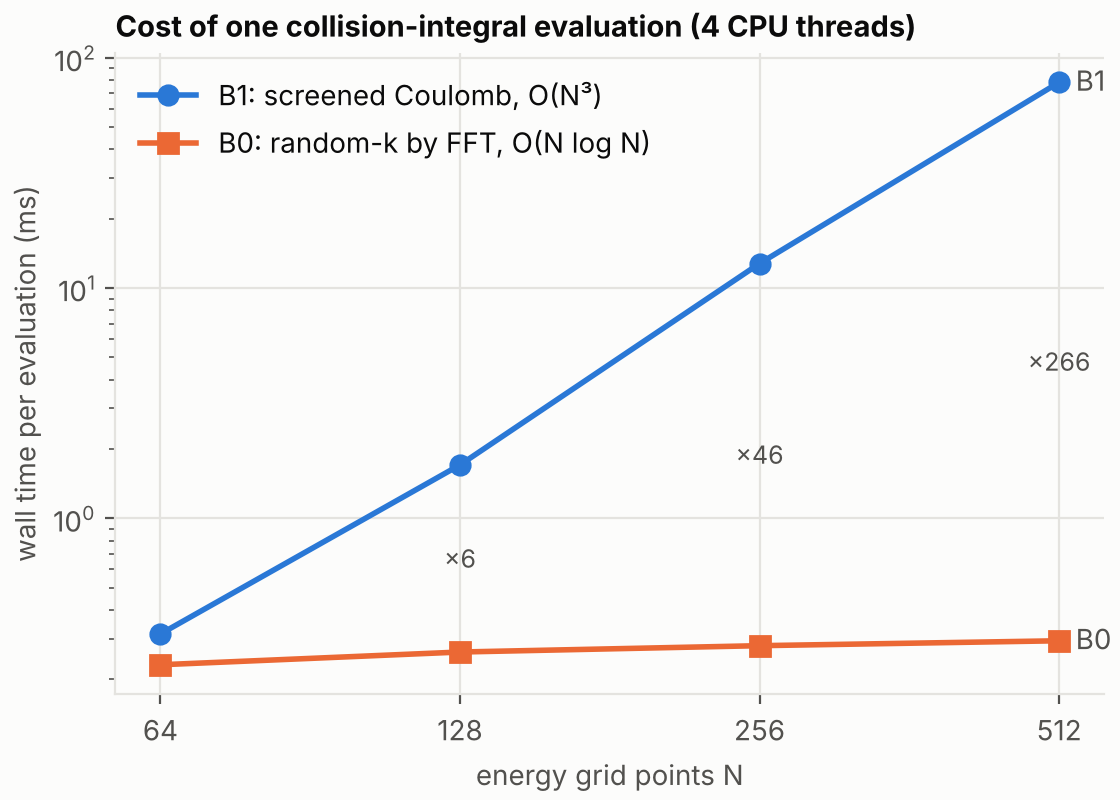 Cost of one collision-integral evaluation (4 CPU threads)
10²
10¹
10⁰
wall time per evaluation (ms)
B1: screened Coulomb, O(N³)
B0: random-k by FFT, O(N log N)
B1
×266
×46
×6
B0
64
128
256
512
energy grid points N